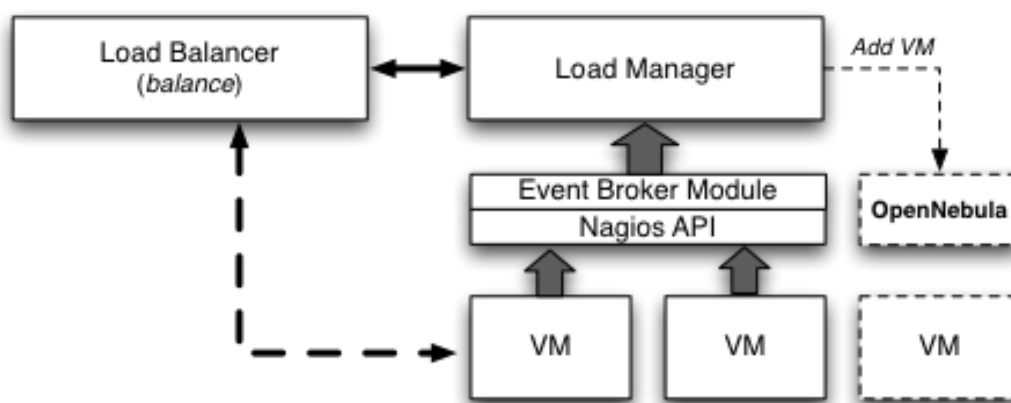 Load Balancer
(balance)
Load Manager
Add VM
Event Broker Module
Nagios API
OpenNebula
VM
VM
VM